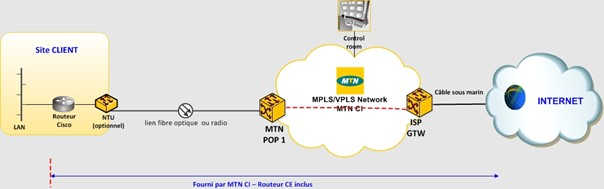 Control
room
Site CLIENT
MTN
MPLS/VPLS Network
MTN CI
Câble sous marin
INTERNET
LAN
Routeur
Cisco
NTU
(optionnel)
lien fibre optique ou radio
MTN
POP 1
ISP
GTW
Fourni par MTN CI – Routeur CE inclus